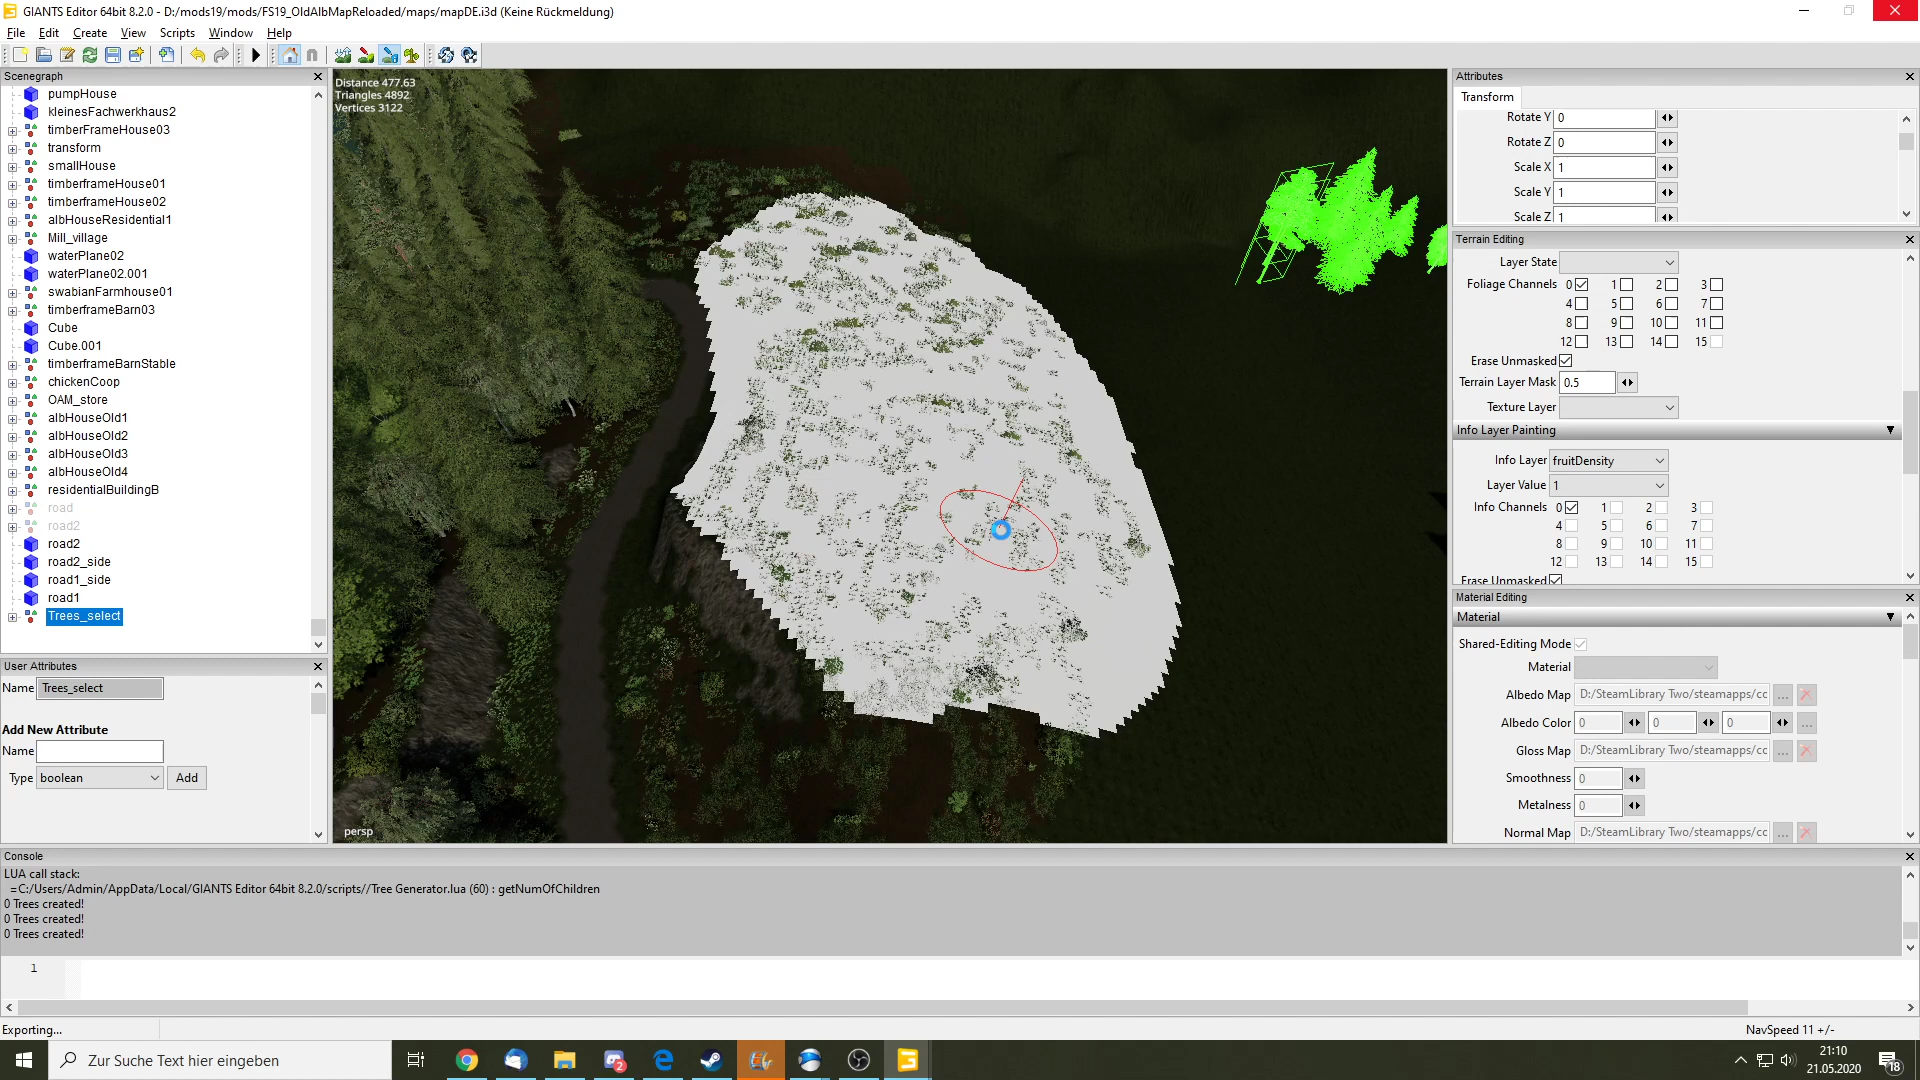 GIANTS Editor 64bit 8.2.0 - D:/mods19/mods/FS19_OldAlbMapReloaded/maps/mapDE.i3d (Keine Rückmeldung)
File Edit Create View Scripts Window Help
Scenegraph
pumpHouse
kleinesFachwerkhaus2
timberFrameHouse03
transform
smallHouse
timberframeHouse01
timberframeHouse02
albHouseResidential1
Mill_village
waterPlane02
waterPlane02.001
swabianFarmhouse01
timberframeBarn03
Cube
Cube.001
timberframeBarnStable
chickenCoop
OAM_store
albHouseOld1
albHouseOld2
albHouseOld3
albHouseOld4
residentialBuildingB
road
road2
road2
road2_side
road1_side
road1
Trees_select
User Attributes
Name Trees_select
Add New Attribute
Name
Type boolean Add
Distance 477.63
Triangles 4892
Vertices 3122
persp
Attributes
Transform
Rotate Y 0
Rotate Z 0
Scale X 1
Scale Y 1
Scale Z 1
Terrain Editing
Layer State
Foliage Channels 0 1 2 3
4 5 6 7
8 9 10 11
12 13 14 15
Erase Unmasked
Terrain Layer Mask 0.5
Texture Layer
Info Layer Painting
Info Layer fruitDensity
Layer Value 1
Info Channels 0 1 2 3
4 5 6 7
8 9 10 11
12 13 14 15
Erase Unmasked
Material Editing
Material
Shared-Editing Mode
Material
Albedo Map D:/SteamLibrary Two/steamapps/cc ...
Albedo Color 0 0 0 ...
Gloss Map D:/SteamLibrary Two/steamapps/cc ...
Smoothness 0
Metalness 0
Normal Map D:/SteamLibrary Two/steamapps/cc ...
Console
LUA call stack:
=C:/Users/Admin/AppData/Local/GIANTS Editor 64bit 8.2.0/scripts//Tree Generator.lua (60) : getNumOfChildren
0 Trees created!
0 Trees created!
0 Trees created!
1
Exporting...
NavSpeed 11 +/-
Zur Suche Text hier eingeben
2
21:10
21.05.2020
18